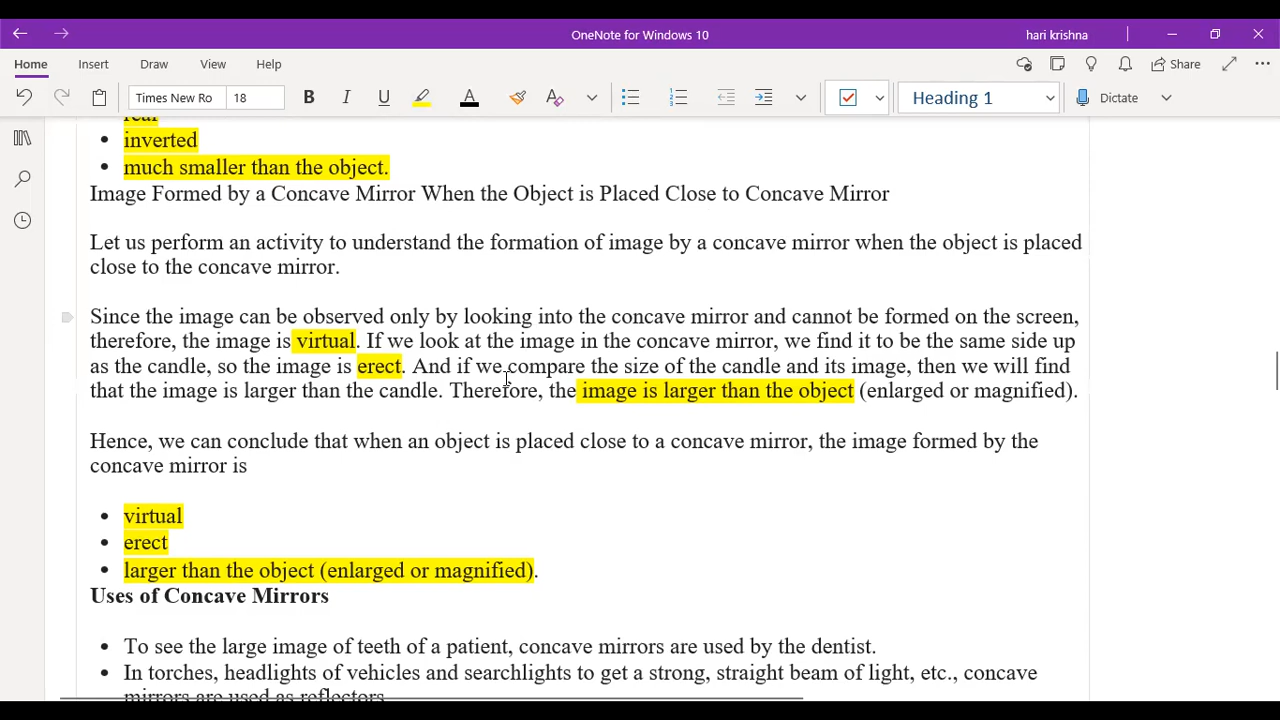 OneNote for Windows 10
hari krishna
Home Insert Draw View Help
Share
Times New Ro 18 B I U A Heading 1 Dictate
real
inverted
much smaller than the object.
Image Formed by a Concave Mirror When the Object is Placed Close to Concave Mirror
Let us perform an activity to understand the formation of image by a concave mirror when the object is placed
close to the concave mirror.
Since the image can be observed only by looking into the concave mirror and cannot be formed on the screen,
therefore, the image is virtual. If we look at the image in the concave mirror, we find it to be the same side up
as the candle, so the image is erect. And if we compare the size of the candle and its image, then we will find
that the image is larger than the candle. Therefore, the image is larger than the object (enlarged or magnified).
Hence, we can conclude that when an object is placed close to a concave mirror, the image formed by the
concave mirror is
virtual
erect
larger than the object (enlarged or magnified).
Uses of Concave Mirrors
To see the large image of teeth of a patient, concave mirrors are used by the dentist.
In torches, headlights of vehicles and searchlights to get a strong, straight beam of light, etc., concave
mirrors are used as reflectors